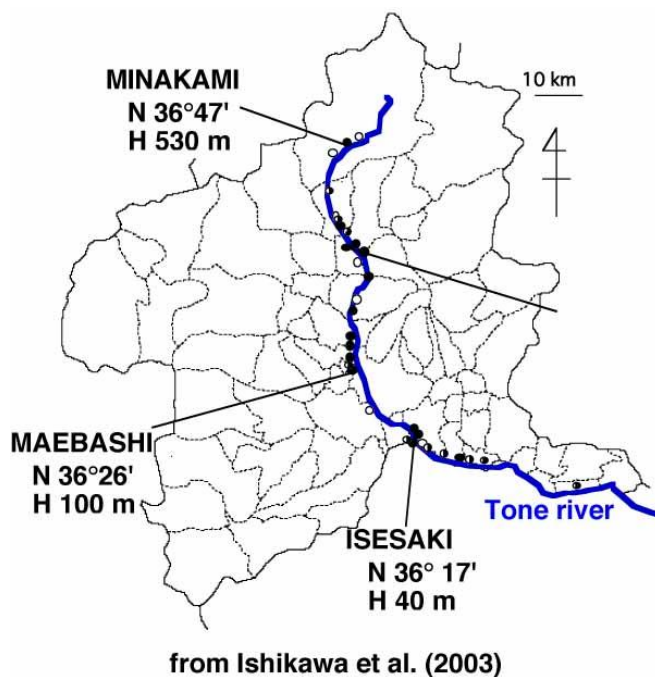 MINAKAMI
N 36°47'
H 530 m
10 km
MAEBASHI
N 36°26'
H 100 m
Tone river
ISESAKI
N 36° 17'
H 40 m
from Ishikawa et al. (2003)